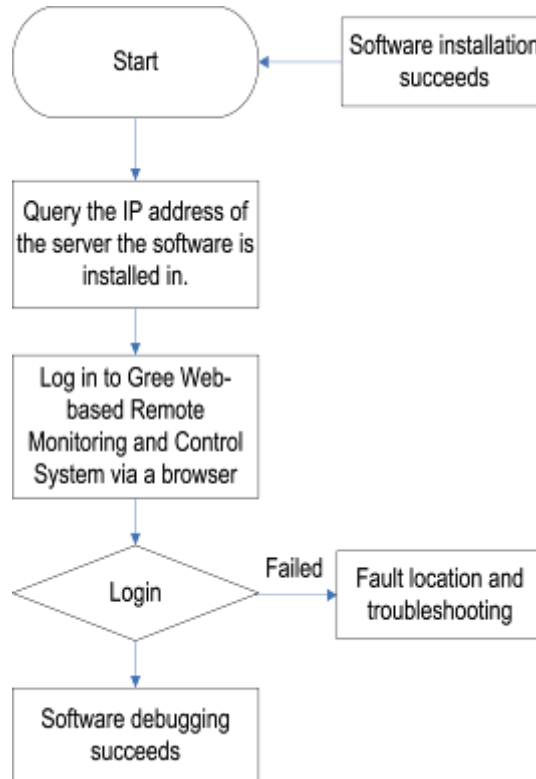 Start
Software installation
succeeds
Query the IP address of
the server the software is
installed in.
Log in to Gree Web-
based Remote
Monitoring and Control
System via a browser
Login
Failed
Fault location and
troubleshooting
Software debugging
succeeds